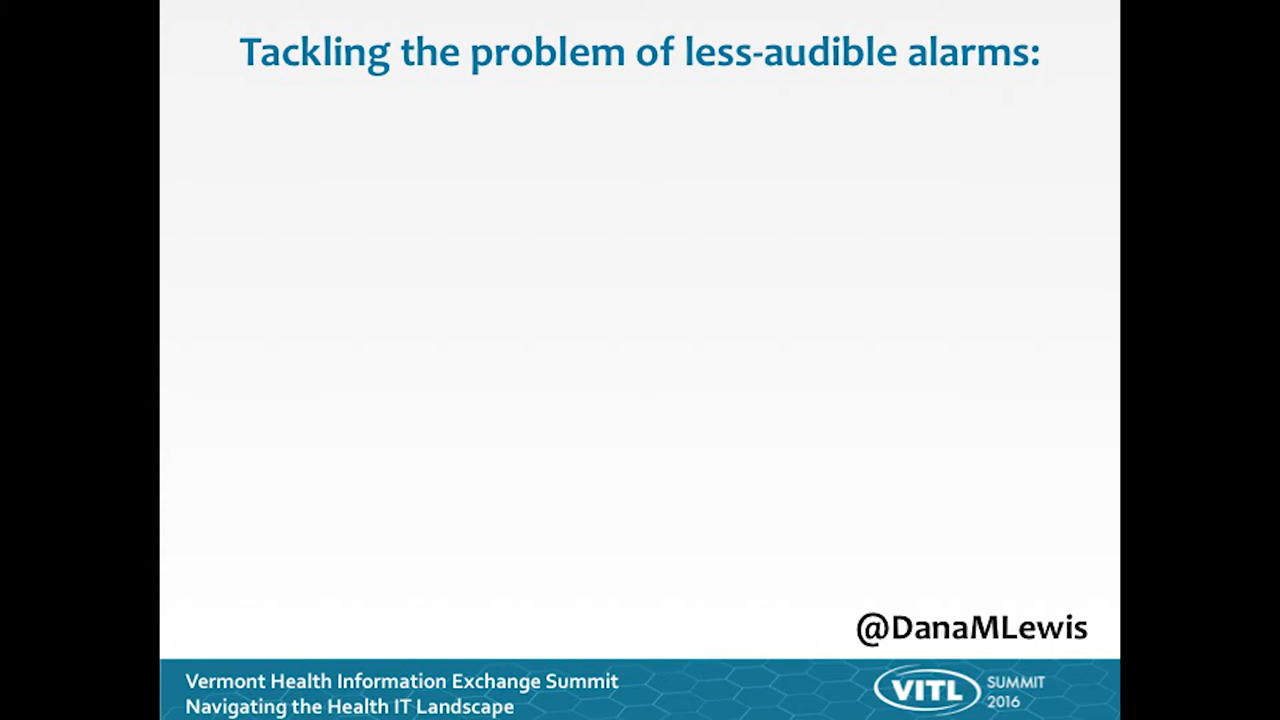 Tackling the problem of less-audible alarms:
@DanaMLewis
Vermont Health Information Exchange Summit
Navigating the Health IT Landscape
VITL
SUMMIT
2016